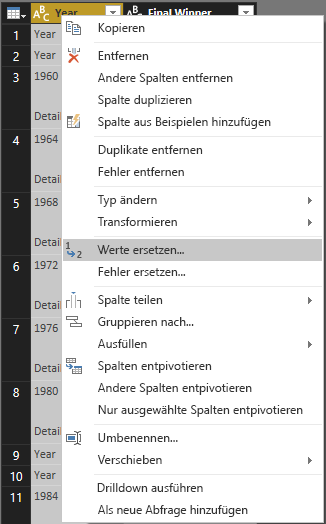 ABC Year Final Winner
Kopieren
1 Year
2 Year Entfernen
3 1960 Andere Spalten entfernen
Spalte duplizieren
Detail Spalte aus Beispielen hinzufügen
4 1964 Duplikate entfernen
Fehler entfernen
Detail
5 1968 Typ ändern
Transformieren
Detail
1 2 Werte ersetzen...
6 1972 Fehler ersetzen...
Detail Spalte teilen
7 1976 Gruppieren nach...
Ausfüllen
Detail Spalten entpivotieren
8 1980 Andere Spalten entpivotieren
Nur ausgewählte Spalten entpivotieren
Detail Umbenennen...
9 Year Verschieben
10 Year Drilldown ausführen
11 1984 Als neue Abfrage hinzufügen